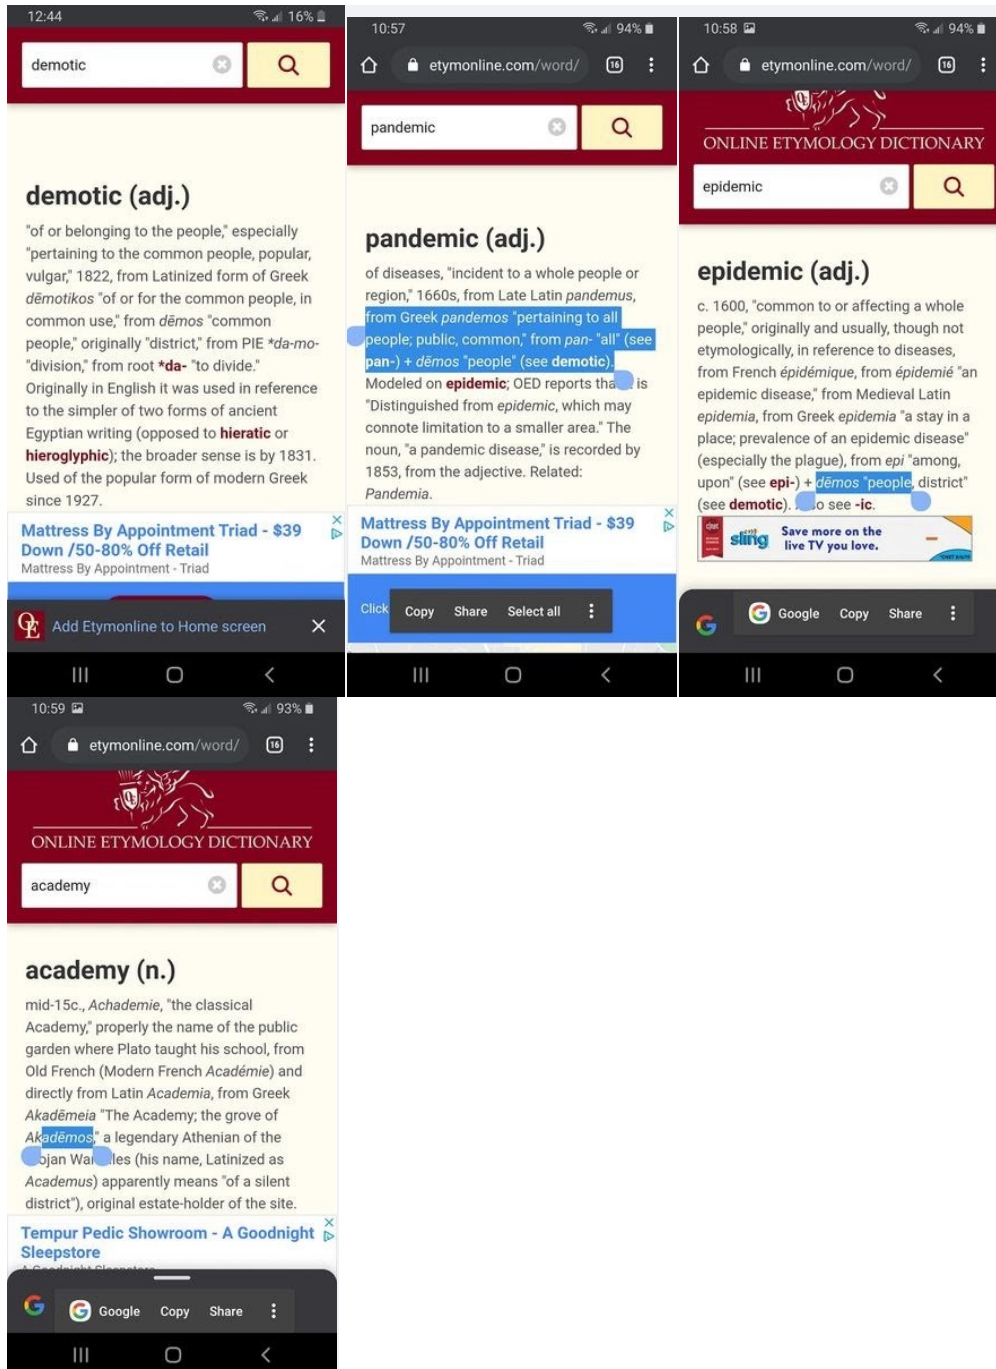 12:44
16%
demotic
demotic (adj.)
"of or belonging to the people," especially
"pertaining to the common people, popular,
vulgar," 1822, from Latinized form of Greek
dēmotikos "of or for the common people, in
common use," from dēmos "common
people," originally "district," from PIE *da-mo-
"division," from root *da- "to divide."
Originally in English it was used in reference
to the simpler of two forms of ancient
Egyptian writing (opposed to hieratic or
hieroglyphic); the broader sense is by 1831.
Used of the popular form of modern Greek
since 1927.
Mattress By Appointment Triad - $39
Down /50-80% Off Retail
Mattress By Appointment - Triad
OE
Add Etymonline to Home screen
10:57
94%
etymonline.com/word/
16
pandemic
pandemic (adj.)
of diseases, "incident to a whole people or
region," 1660s, from Late Latin pandemus,
from Greek pandemos "pertaining to all
people; public, common," from pan- "all" (see
pan-) + dēmos "people" (see demotic).
Modeled on epidemic; OED reports tha is
"Distinguished from epidemic, which may
connote limitation to a smaller area." The
noun, "a pandemic disease," is recorded by
1853, from the adjective. Related:
Pandemia.
Mattress By Appointment Triad - $39
Down /50-80% Off Retail
Mattress By Appointment - Triad
Click
Copy Share Select all
10:58
94%
etymonline.com/word/
16
ONLINE ETYMOLOGY DICTIONARY
epidemic
epidemic (adj.)
c. 1600, "common to or affecting a whole
people," originally and usually, though not
etymologically, in reference to diseases,
from French épidémique, from épidémié "an
epidemic disease," from Medieval Latin
epidemia, from Greek epidemia "a stay in a
place; prevalence of an epidemic disease"
(especially the plague), from epi "among,
upon" (see epi-) + dēmos "people, district"
(see demotic). so see -ic.
sling
Save more on the
live TV you love.
Google Copy Share
10:59
93%
etymonline.com/word/
16
ONLINE ETYMOLOGY DICTIONARY
academy
academy (n.)
mid-15c., Achademie, "the classical
Academy," properly the name of the public
garden where Plato taught his school, from
Old French (Modern French Académie) and
directly from Latin Academia, from Greek
Akadēmeia "The Academy; the grove of
Akadēmos," a legendary Athenian of the
ojan Wa les (his name, Latinized as
Academus) apparently means "of a silent
district"), original estate-holder of the site.
Tempur Pedic Showroom - A Goodnight
Sleepstore
Google Copy Share